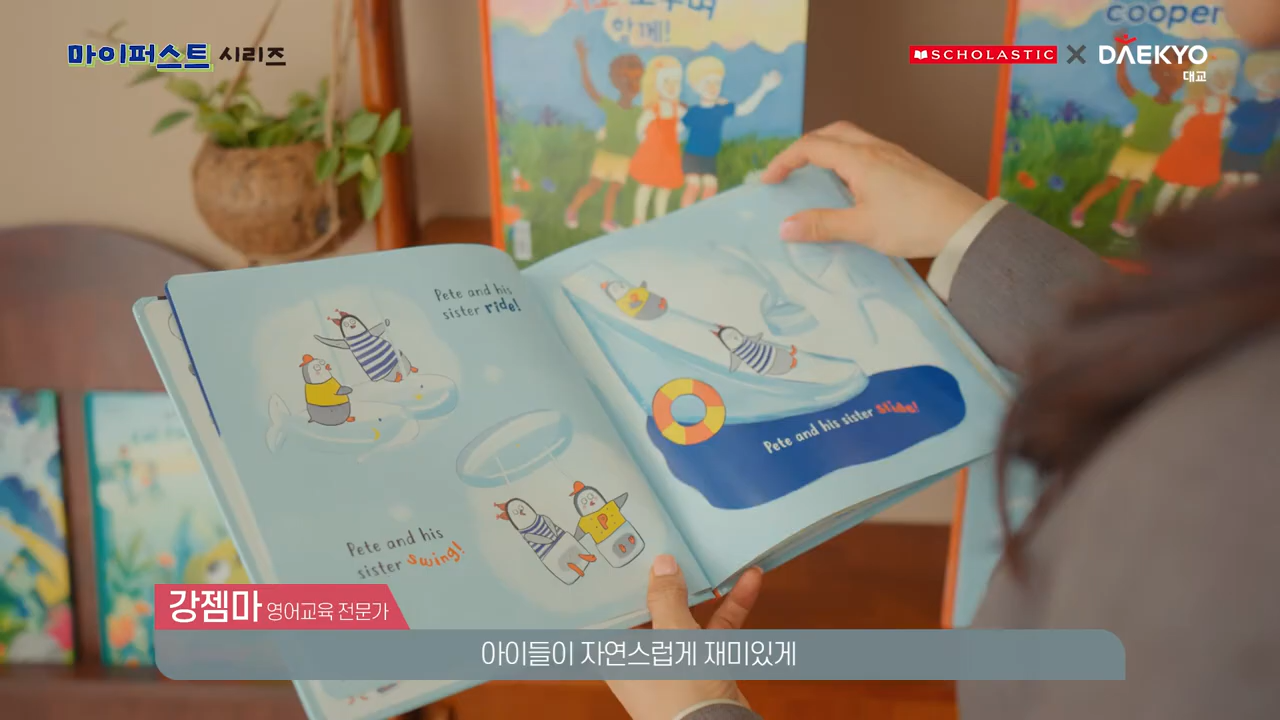 마이퍼스트 시리즈
SCHOLASTIC X DAEKYO
대교
함께!
cooper
Pete and his
sister ride!
Pete and his sister slide!
Pete and his
sister swing!
P
강젬마 영어교육 전문가
아이들이 자연스럽게 재미있게